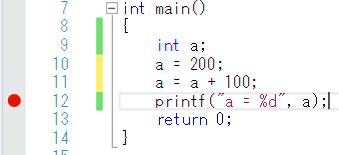 7 int main()
8 {
9 int a;
10 a = 200;
11 a = a + 100;
12 printf("a = %d", a);
13 return 0;
14 }